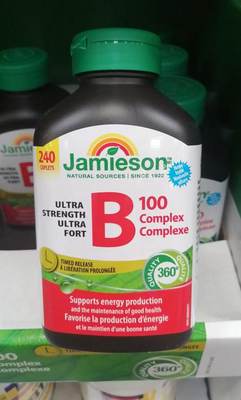 240
CAPLETS
Jamieson
NATURAL SOURCES | SINCE 1922
ULTRA
STRENGTH
ULTRA
FORT
B
100
Complex
Complexe
TIMED RELEASE
À LIBÉRATION PROLONGÉE
QUALITY
360°
Supports energy production
and the maintenance of good health
Favorise la production d'énergie
et le maintien d'une bonne santé
100
complex
complexe
360°